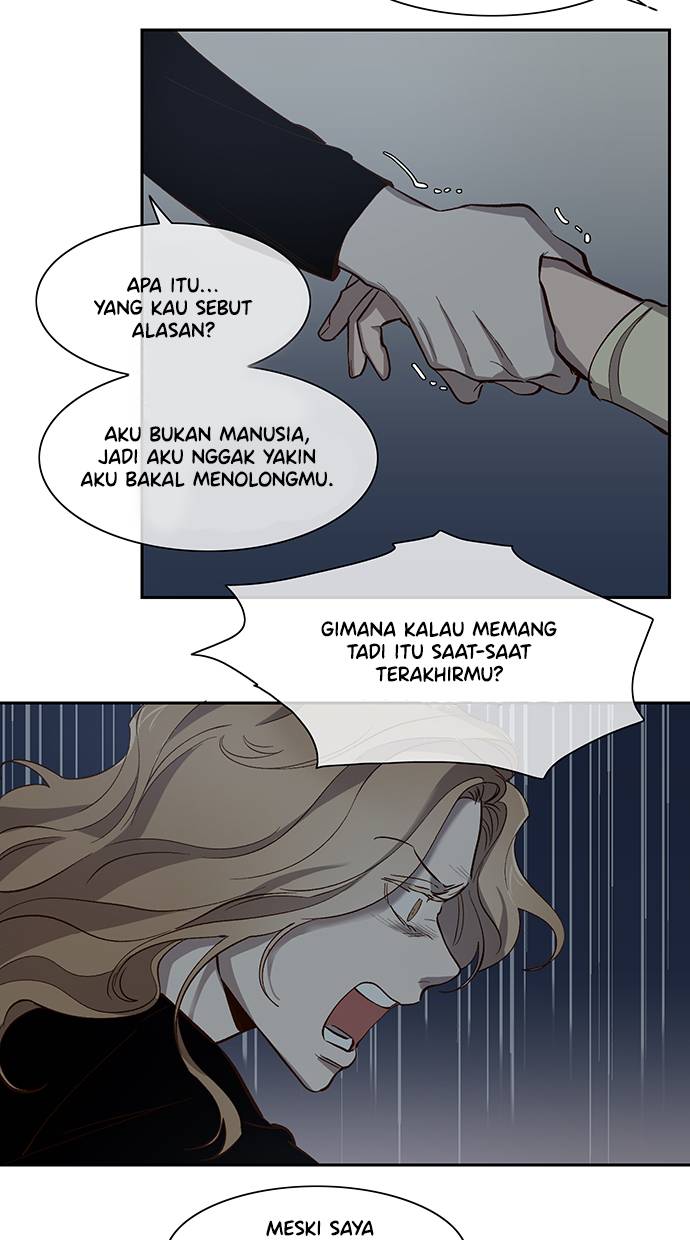 APA ITU...
YANG KAU SEBUT
ALASAN?
AKU BUKAN MANUSIA,
JADI AKU NGGAK YAKIN
AKU BAKAL MENOLONGMU.
GIMANA KALAU MEMANG
TADI ITU SAAT-SAAT
TERAKHIRMU?
MESKI SAYA